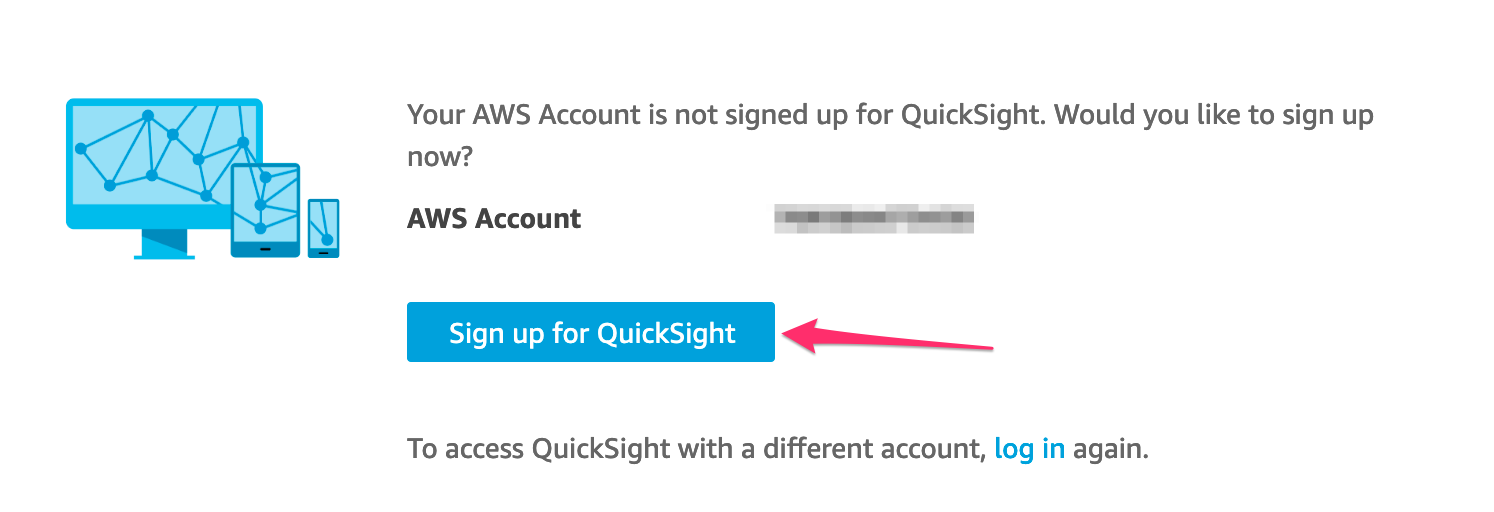 Your AWS Account is not signed up for QuickSight. Would you like to sign up
now?
AWS Account
Sign up for QuickSight
To access QuickSight with a different account, log in again.